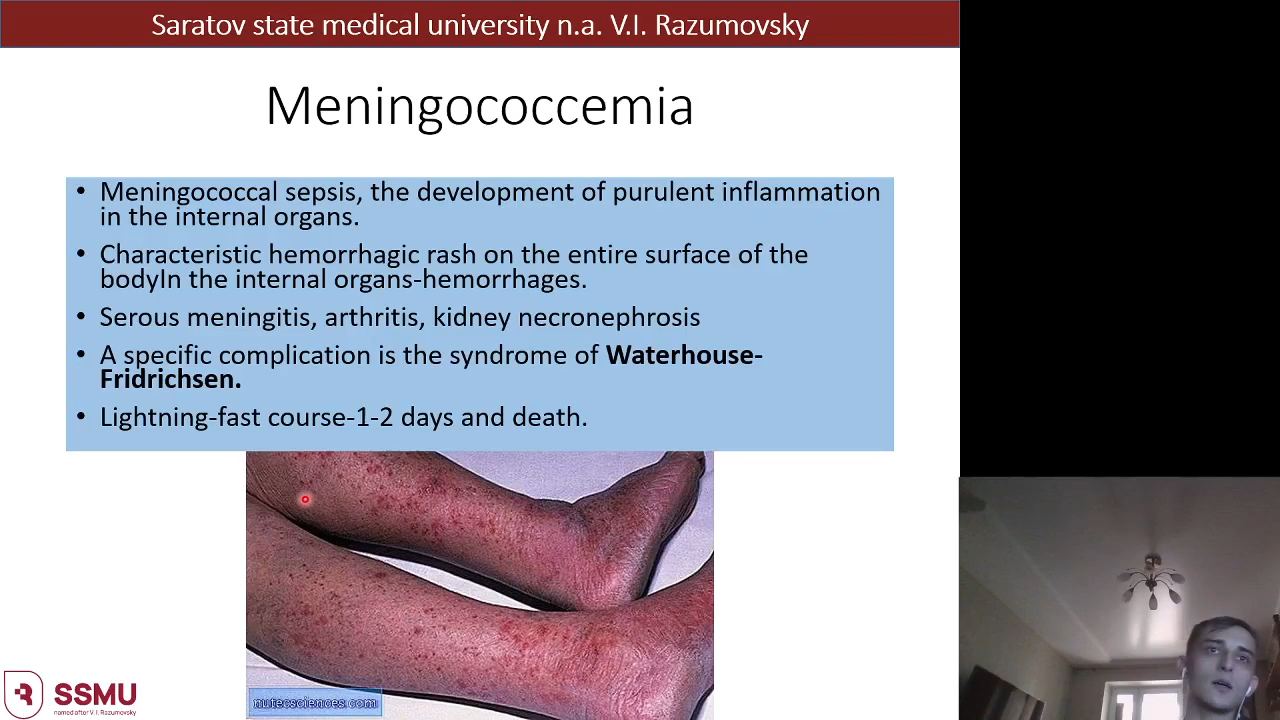 Saratov state medical university n.a. V.I. Razumovsky
Meningococcemia
• Meningococcal sepsis, the development of purulent inflammation
in the internal organs.
• Characteristic hemorrhagic rash on the entire surface of the
bodyIn the internal organs-hemorrhages.
• Serous meningitis, arthritis, kidney necronephrosis
• A specific complication is the syndrome of Waterhouse-
Fridrichsen.
• Lightning-fast course-1-2 days and death.
nutecsciences.com
SSMU
named after V. I. Razumovsky